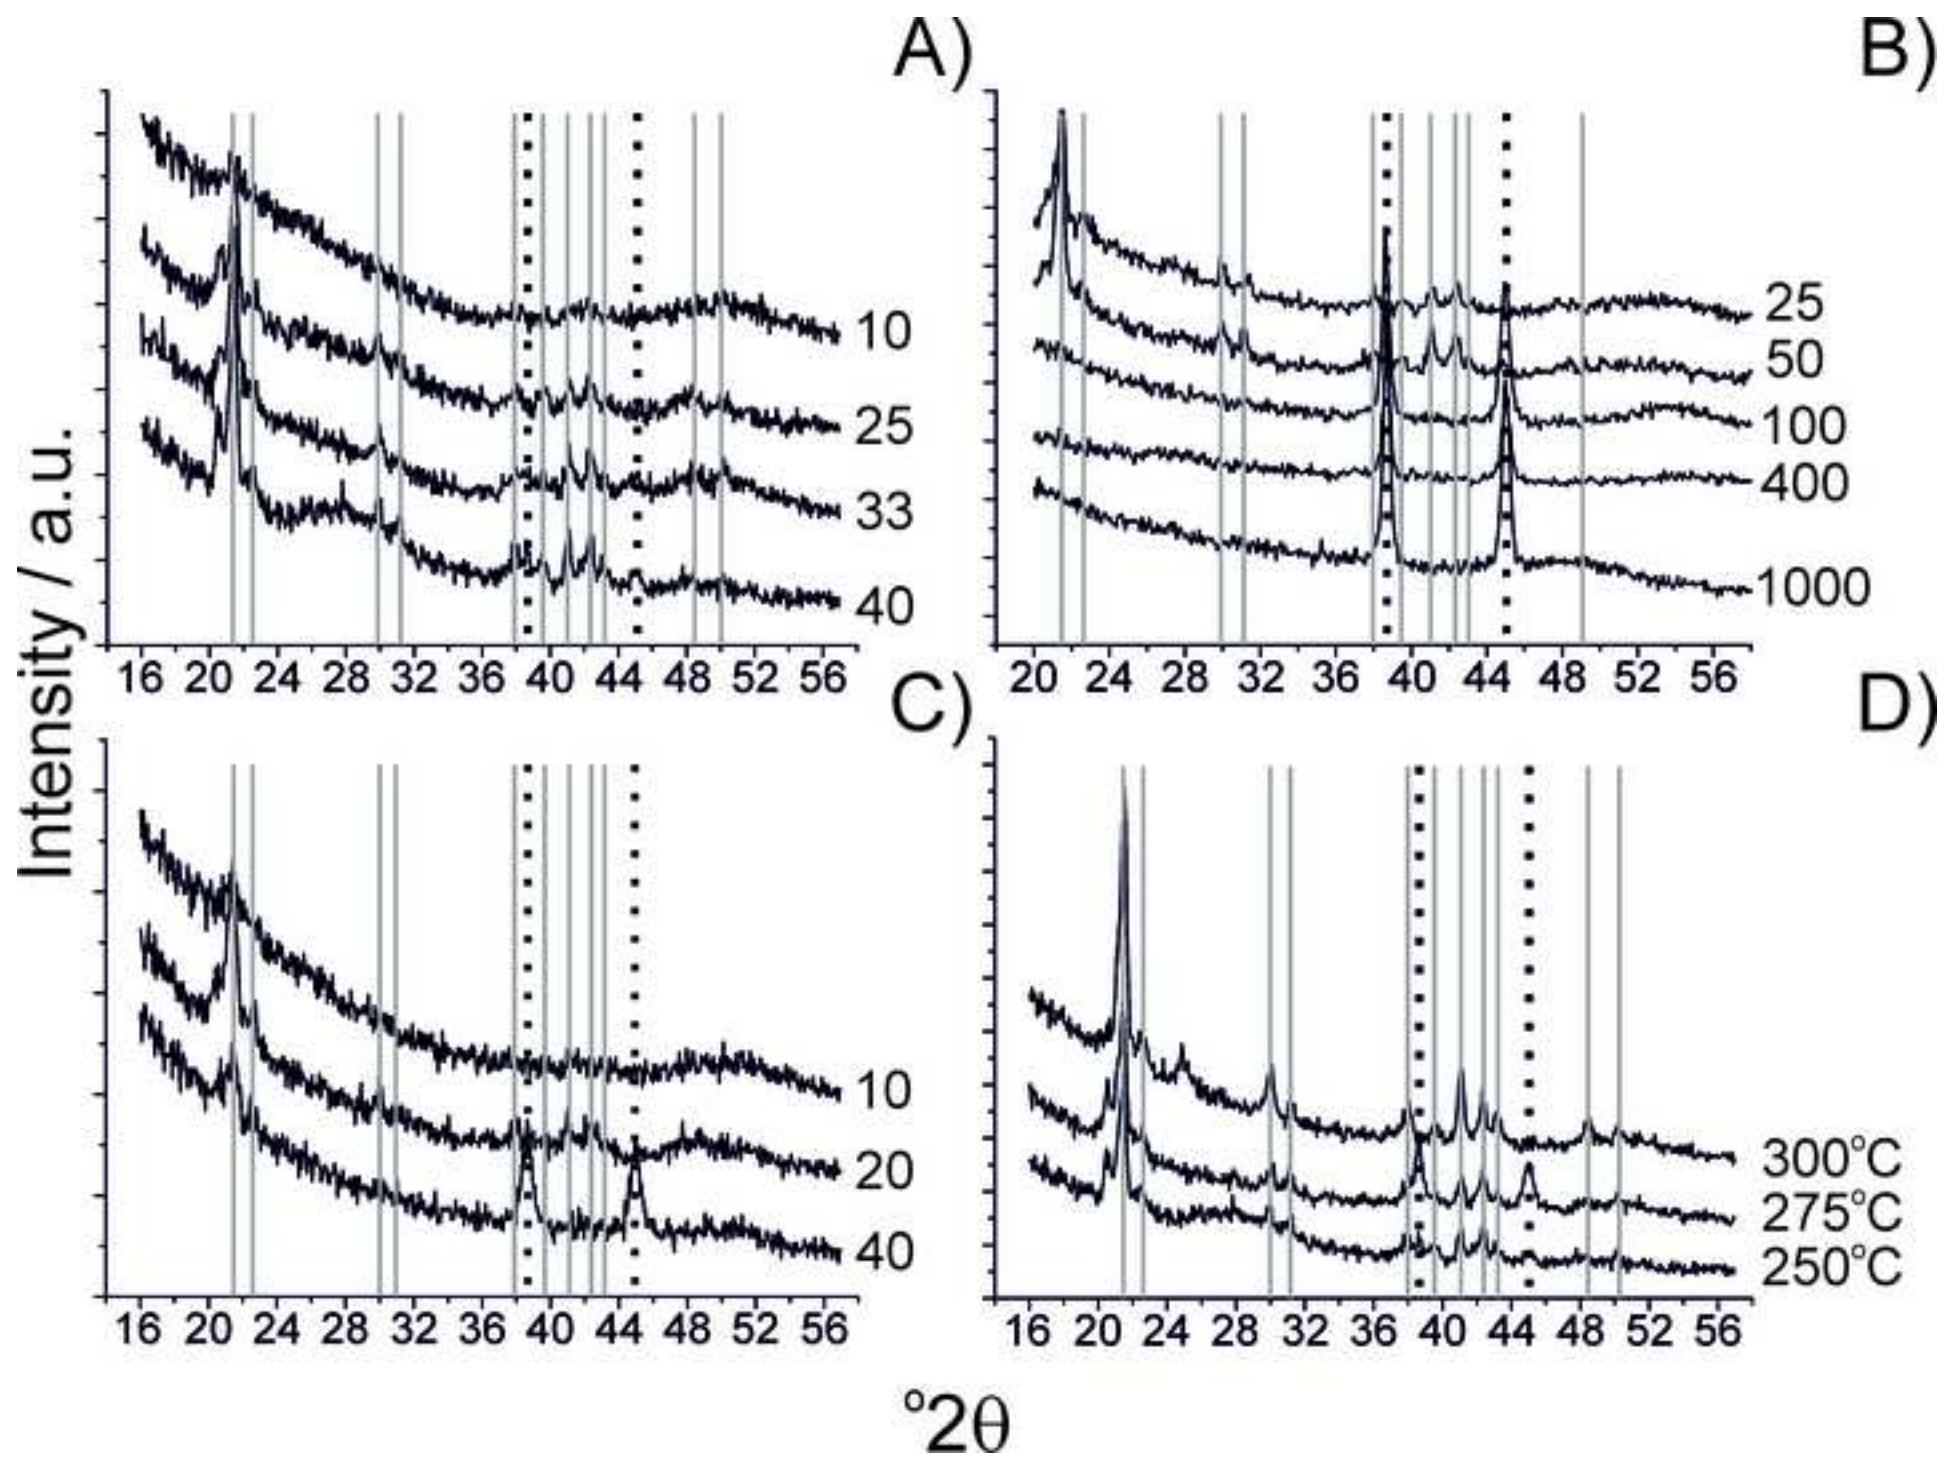 A)
B)
10
25
33
40
25
50
100
400
1000
16 20 24 28 32 36 40 44 48 52 56
20 24 28 32 36 40 44 48 52 56
Intensity / a.u.
C)
D)
10
20
40
300°C
275°C
250°C
16 20 24 28 32 36 40 44 48 52 56
16 20 24 28 32 36 40 44 48 52 56
°2θ